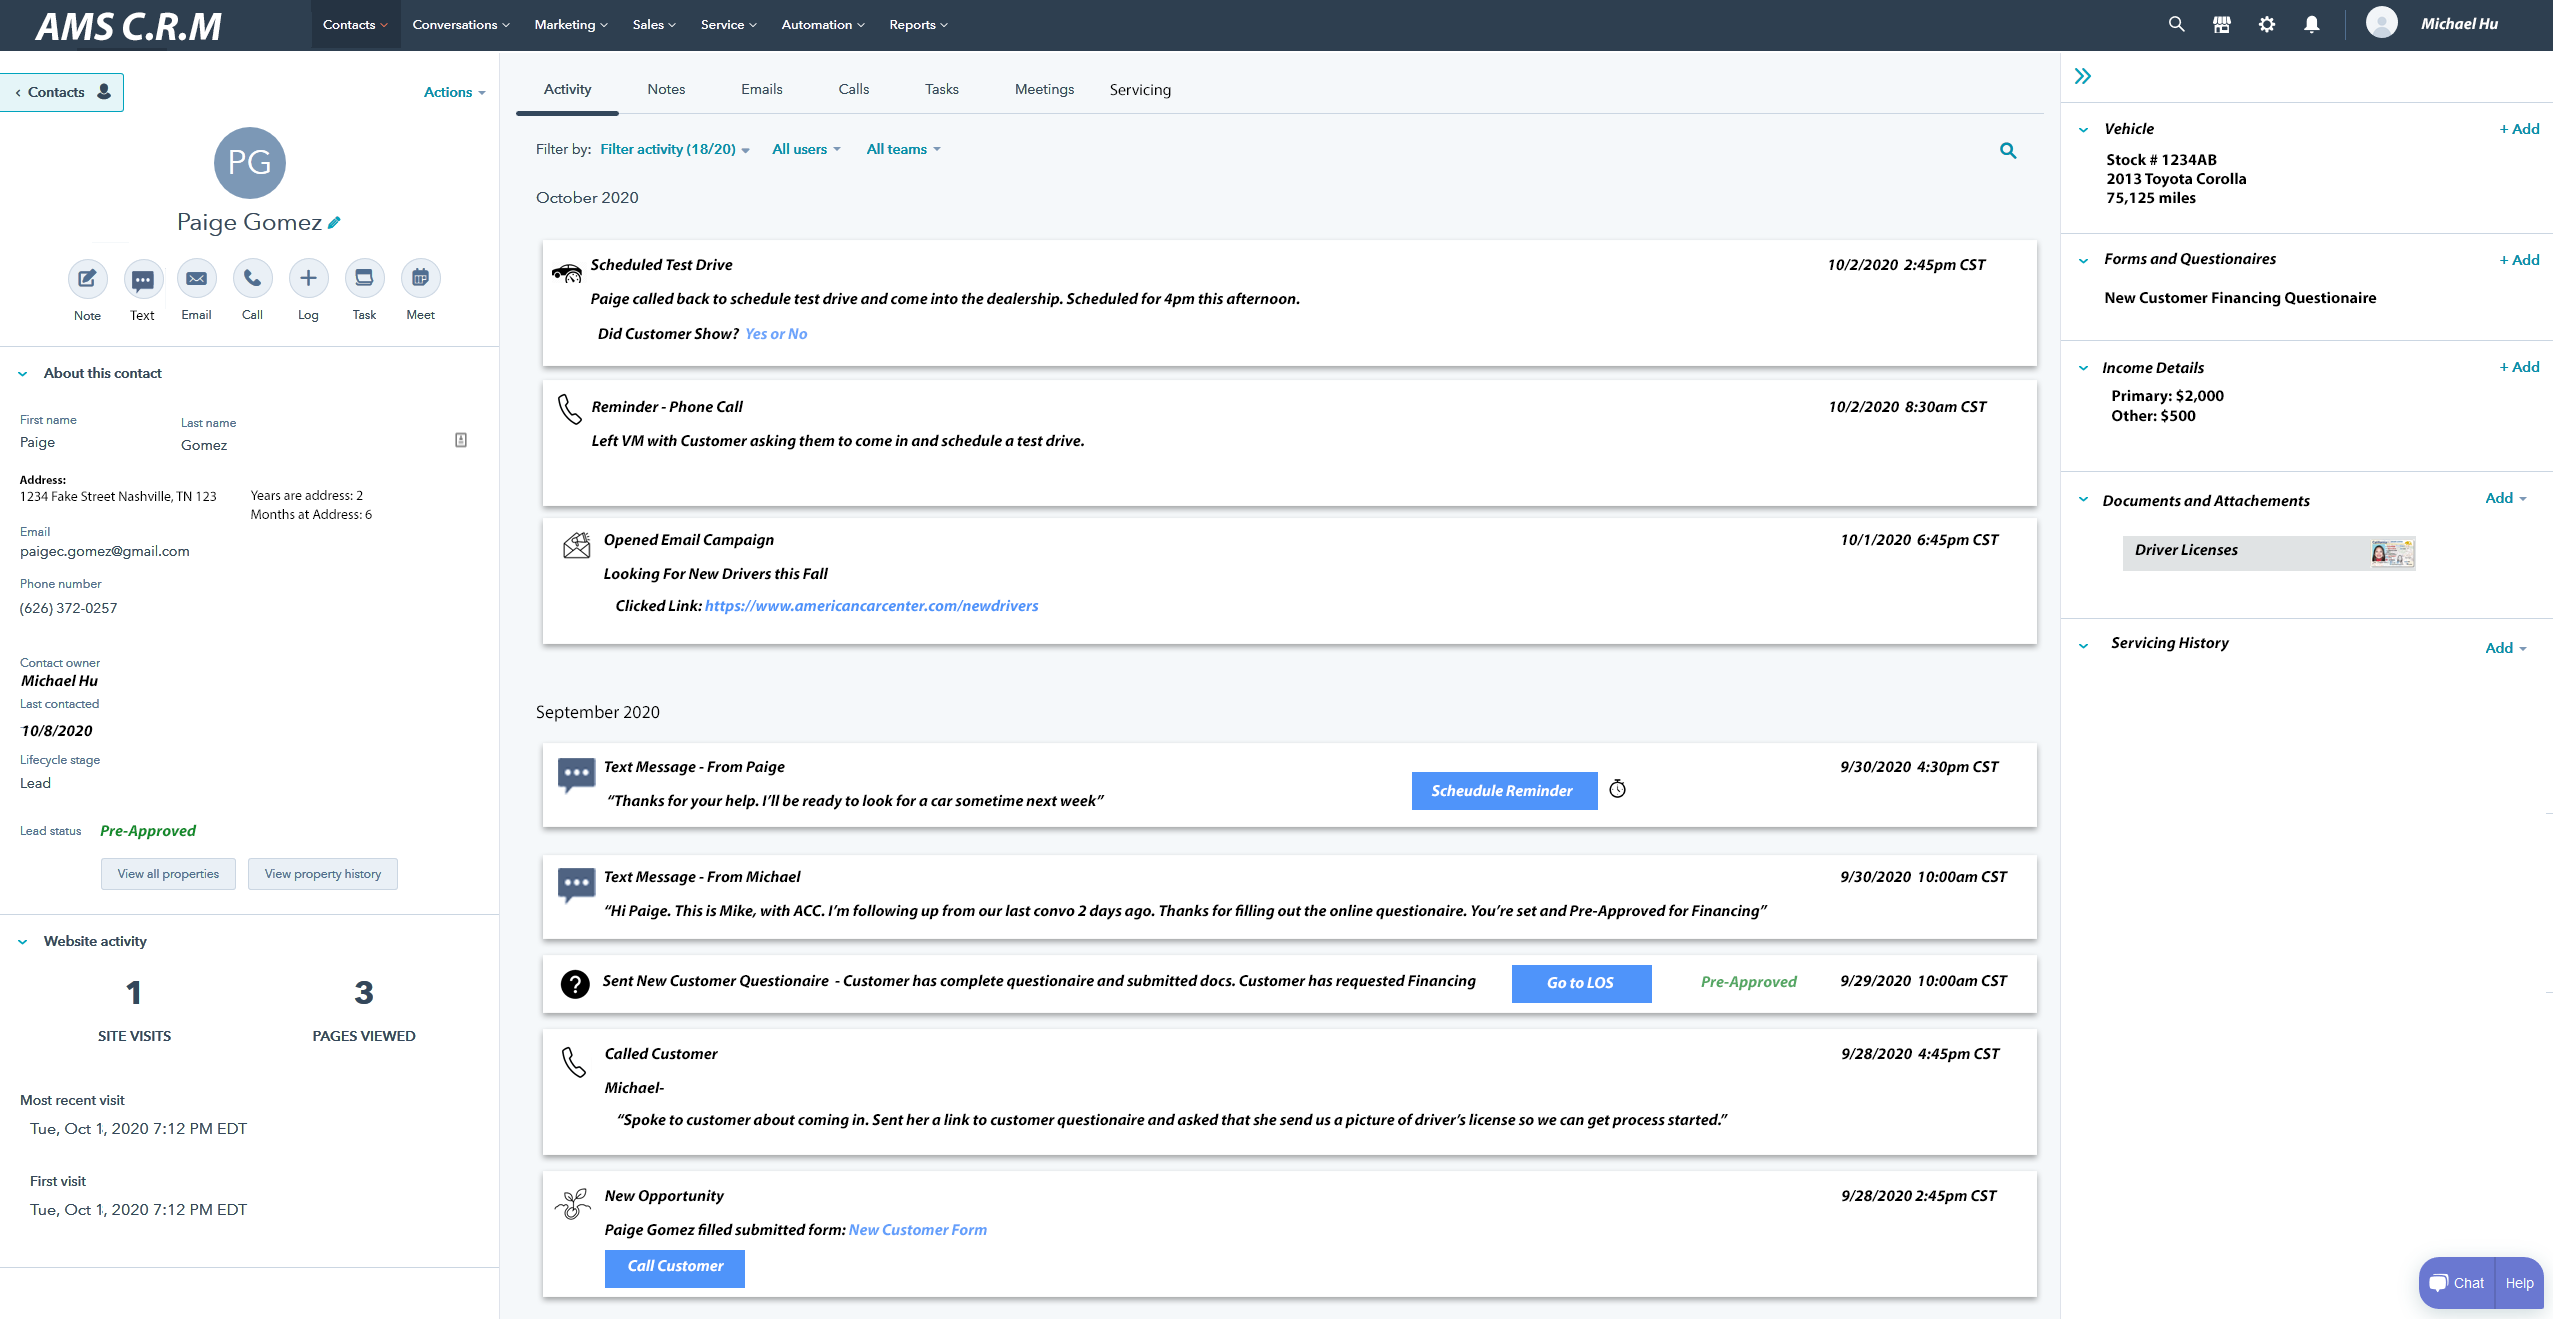 AMS C.R.M
Contacts
Conversations
Marketing
Sales
Service
Automation
Reports
Michael Hu
Contacts
Actions
PG
Paige Gomez
Note
Text
Email
Call
Log
Task
Meet
About this contact
First name
Last name
Paige
Gomez
Address:
1234 Fake Street Nashville, TN 123
Years are address: 2
Months at Address: 6
Email
paigec.gomez@gmail.com
Phone number
(626) 372-0257
Contact owner
Michael Hu
Last contacted
10/8/2020
Lifecycle stage
Lead
Lead status Pre-Approved
View all properties
View property history
Website activity
1
3
SITE VISITS
PAGES VIEWED
Most recent visit
Tue, Oct 1, 2020 7:12 PM EDT
First visit
Tue, Oct 1, 2020 7:12 PM EDT
Activity
Notes
Emails
Calls
Tasks
Meetings
Servicing
Filter by: Filter activity (18/20) All users All teams
October 2020
Scheduled Test Drive
10/2/2020 2:45pm CST
Paige called back to schedule test drive and come into the dealership. Scheduled for 4pm this afternoon.
Did Customer Show? Yes or No
Reminder - Phone Call
10/2/2020 8:30am CST
Left VM with Customer asking them to come in and schedule a test drive.
Opened Email Campaign
10/1/2020 6:45pm CST
Looking For New Drivers this Fall
Clicked Link: https://www.americancarcenter.com/newdrivers
September 2020
Text Message - From Paige
9/30/2020 4:30pm CST
“Thanks for your help. I’ll be ready to look for a car sometime next week”
Scheudule Reminder
Text Message - From Michael
9/30/2020 10:00am CST
“Hi Paige. This is Mike, with ACC. I’m following up from our last convo 2 days ago. Thanks for filling out the online questionaire. You’re set and Pre-Approved for Financing”
Sent New Customer Questionaire - Customer has complete questionaire and submitted docs. Customer has requested Financing
Go to LOS
Pre-Approved
9/29/2020 10:00am CST
Called Customer
9/28/2020 4:45pm CST
Michael-
“Spoke to customer about coming in. Sent her a link to customer questionaire and asked that she send us a picture of driver’s license so we can get process started.”
New Opportunity
9/28/2020 2:45pm CST
Paige Gomez filled submitted form: New Customer Form
Call Customer
Vehicle
+ Add
Stock # 1234AB
2013 Toyota Corolla
75,125 miles
Forms and Questionaires
+ Add
New Customer Financing Questionaire
Income Details
+ Add
Primary: $2,000
Other: $500
Documents and Attachements
Add
Driver Licenses
Servicing History
Add
Chat
Help